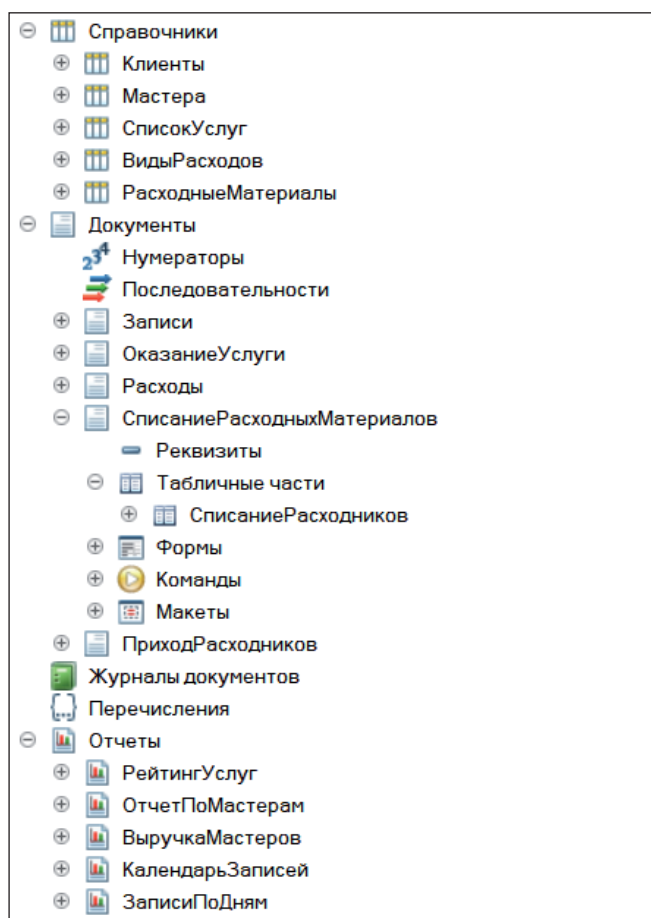 Справочники
Клиенты
Мастера
СписокУслуг
ВидыРасходов
РасходныеМатериалы
Документы
Нумераторы
Последовательности
Записи
ОказаниеУслуги
Расходы
СписаниеРасходныхМатериалов
Реквизиты
Табличные части
СписаниеРасходников
Формы
Команды
Макеты
ПриходРасходников
Журналы документов
Перечисления
Отчеты
РейтингУслуг
ОтчетПоМастерам
ВыручкаМастеров
КалендарьЗаписей
ЗаписиПоДням